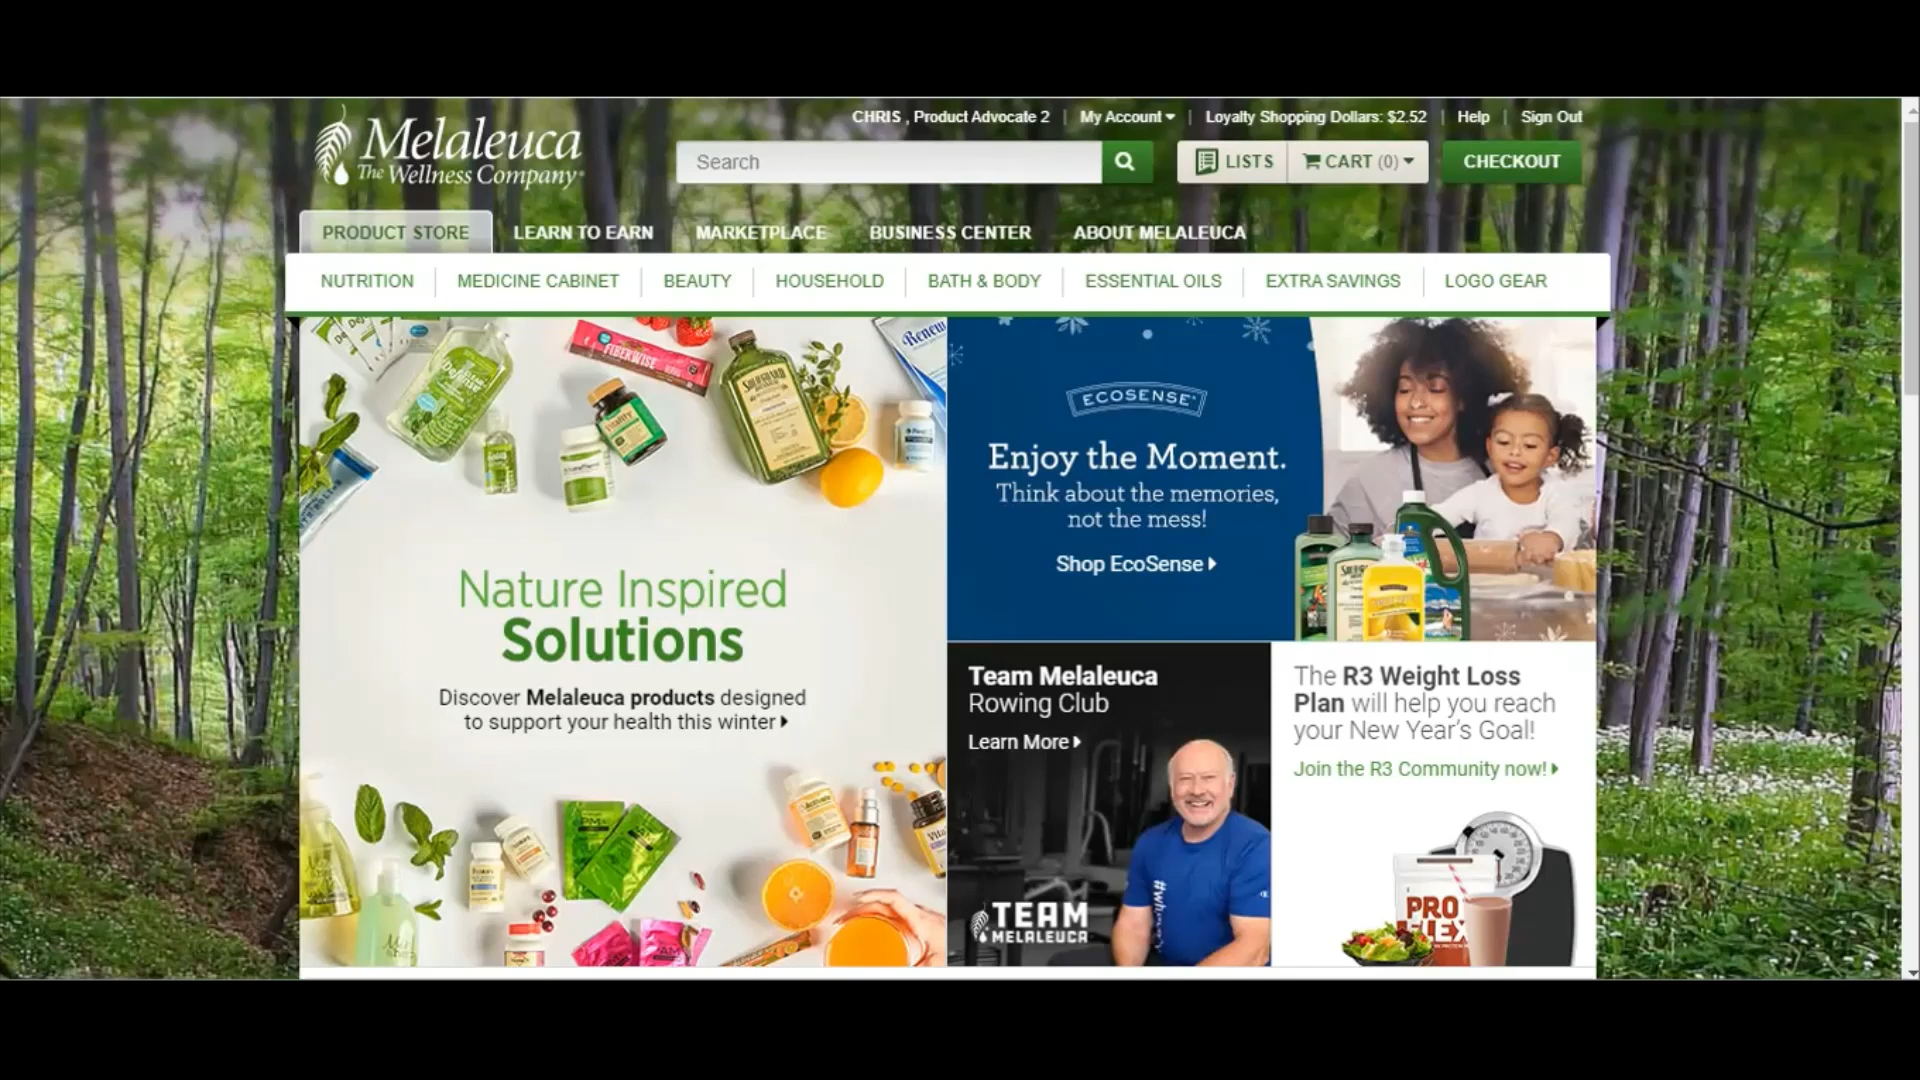 Melaleuca
The Wellness Company
CHRIS , Product Advocate 2
My Account
Loyalty Shopping Dollars: $2.52
Help
Sign Out
Search
LISTS
CART (0)
CHECKOUT
PRODUCT STORE
LEARN TO EARN
MARKETPLACE
BUSINESS CENTER
ABOUT MELALEUCA
NUTRITION
MEDICINE CABINET
BEAUTY
HOUSEHOLD
BATH & BODY
ESSENTIAL OILS
EXTRA SAVINGS
LOGO GEAR
FIBERWISE
Renew
Vitality
Nature Inspired
Solutions
Discover Melaleuca products designed
to support your health this winter
ECOSENSE
Enjoy the Moment.
Think about the memories,
not the mess!
Shop EcoSense
Team Melaleuca
Rowing Club
Learn More
TEAM
MELALEUCA
The R3 Weight Loss
Plan will help you reach
your New Year's Goal!
Join the R3 Community now!
PRO
FLEX